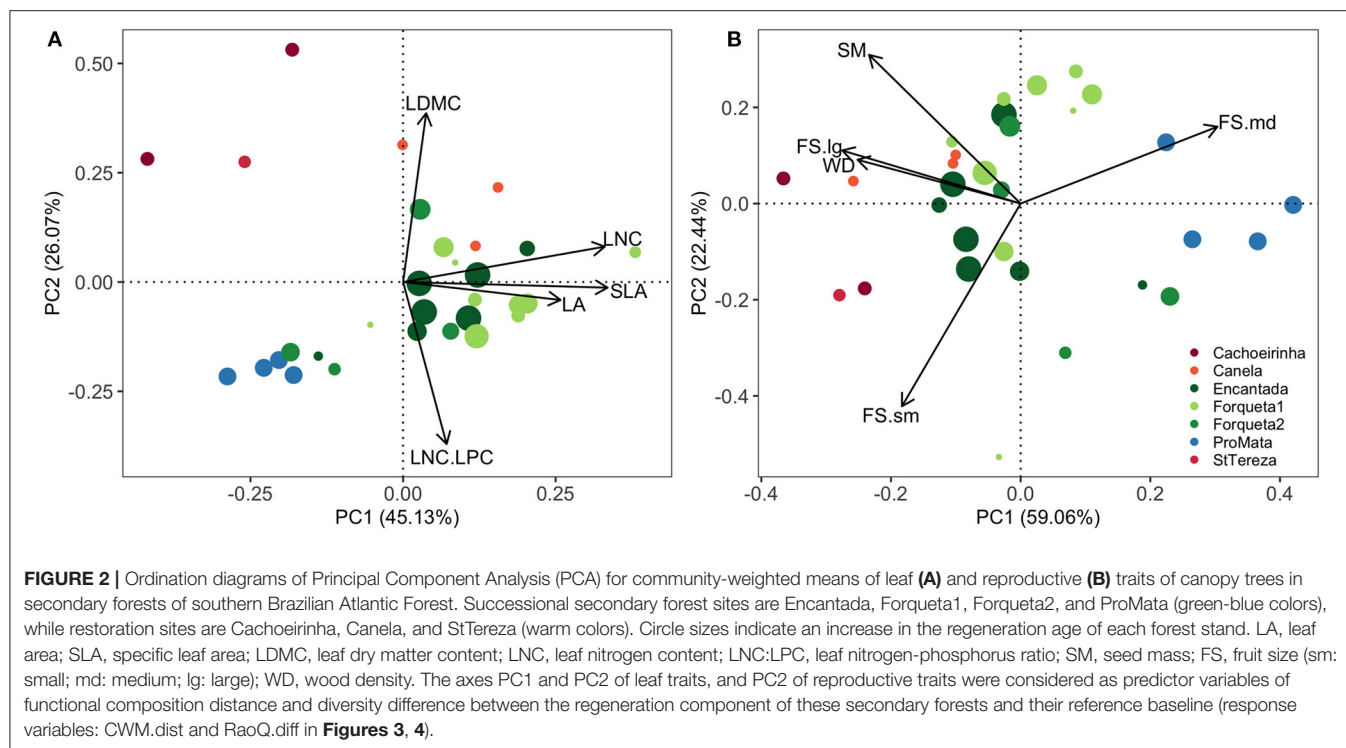 A
B
0.50
0.25
0.00
-0.25
PC2 (26.07%)
LDMC
LNC
SLA
LA
LNC.LPC
-0.25
0.00
0.25
PC1 (45.13%)
0.2
0.0
-0.2
-0.4
PC2 (22.44%)
SM
FS.md
FS.lg
WD
FS.sm
Cachoeirinha
Canela
Encantada
Forqueta1
Forqueta2
ProMata
StTereza
-0.4
-0.2
0.0
0.2
0.4
PC1 (59.06%)
FIGURE 2 | Ordination diagrams of Principal Component Analysis (PCA) for community-weighted means of leaf (A) and reproductive (B) traits of canopy trees in
secondary forests of southern Brazilian Atlantic Forest. Successional secondary forest sites are Encantada, Forqueta1, Forqueta2, and ProMata (green-blue colors),
while restoration sites are Cachoeirinha, Canela, and StTereza (warm colors). Circle sizes indicate an increase in the regeneration age of each forest stand. LA, leaf
area; SLA, specific leaf area; LDMC, leaf dry matter content; LNC, leaf nitrogen content; LNC:LPC, leaf nitrogen-phosphorus ratio; SM, seed mass; FS, fruit size (sm:
small; md: medium; lg: large); WD, wood density. The axes PC1 and PC2 of leaf traits, and PC2 of reproductive traits were considered as predictor variables of
functional composition distance and diversity difference between the regeneration component of these secondary forests and their reference baseline (response
variables: CWM.dist and RaoQ.diff in Figures 3, 4).